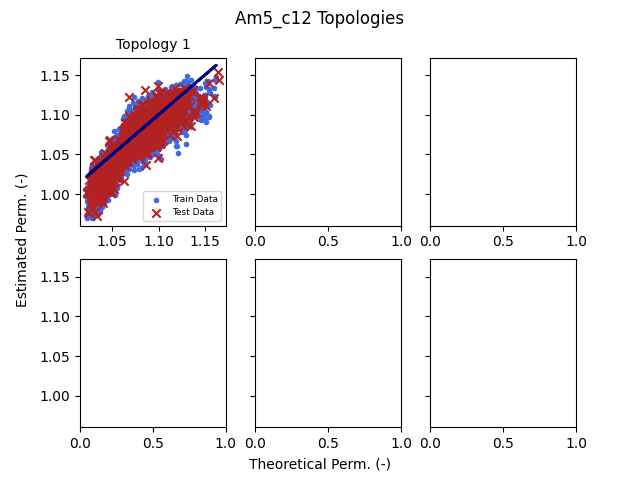 Am5_c12 Topologies
Topology 1
1.15
1.10
1.05
1.00
Train Data
Test Data
1.05 1.10 1.15
0.0 0.5 1.0
0.0 0.5 1.0
Estimated Perm. (-)
1.15
1.10
1.05
1.00
0.0 0.5 1.0
0.0 0.5 1.0
0.0 0.5 1.0
Theoretical Perm. (-)